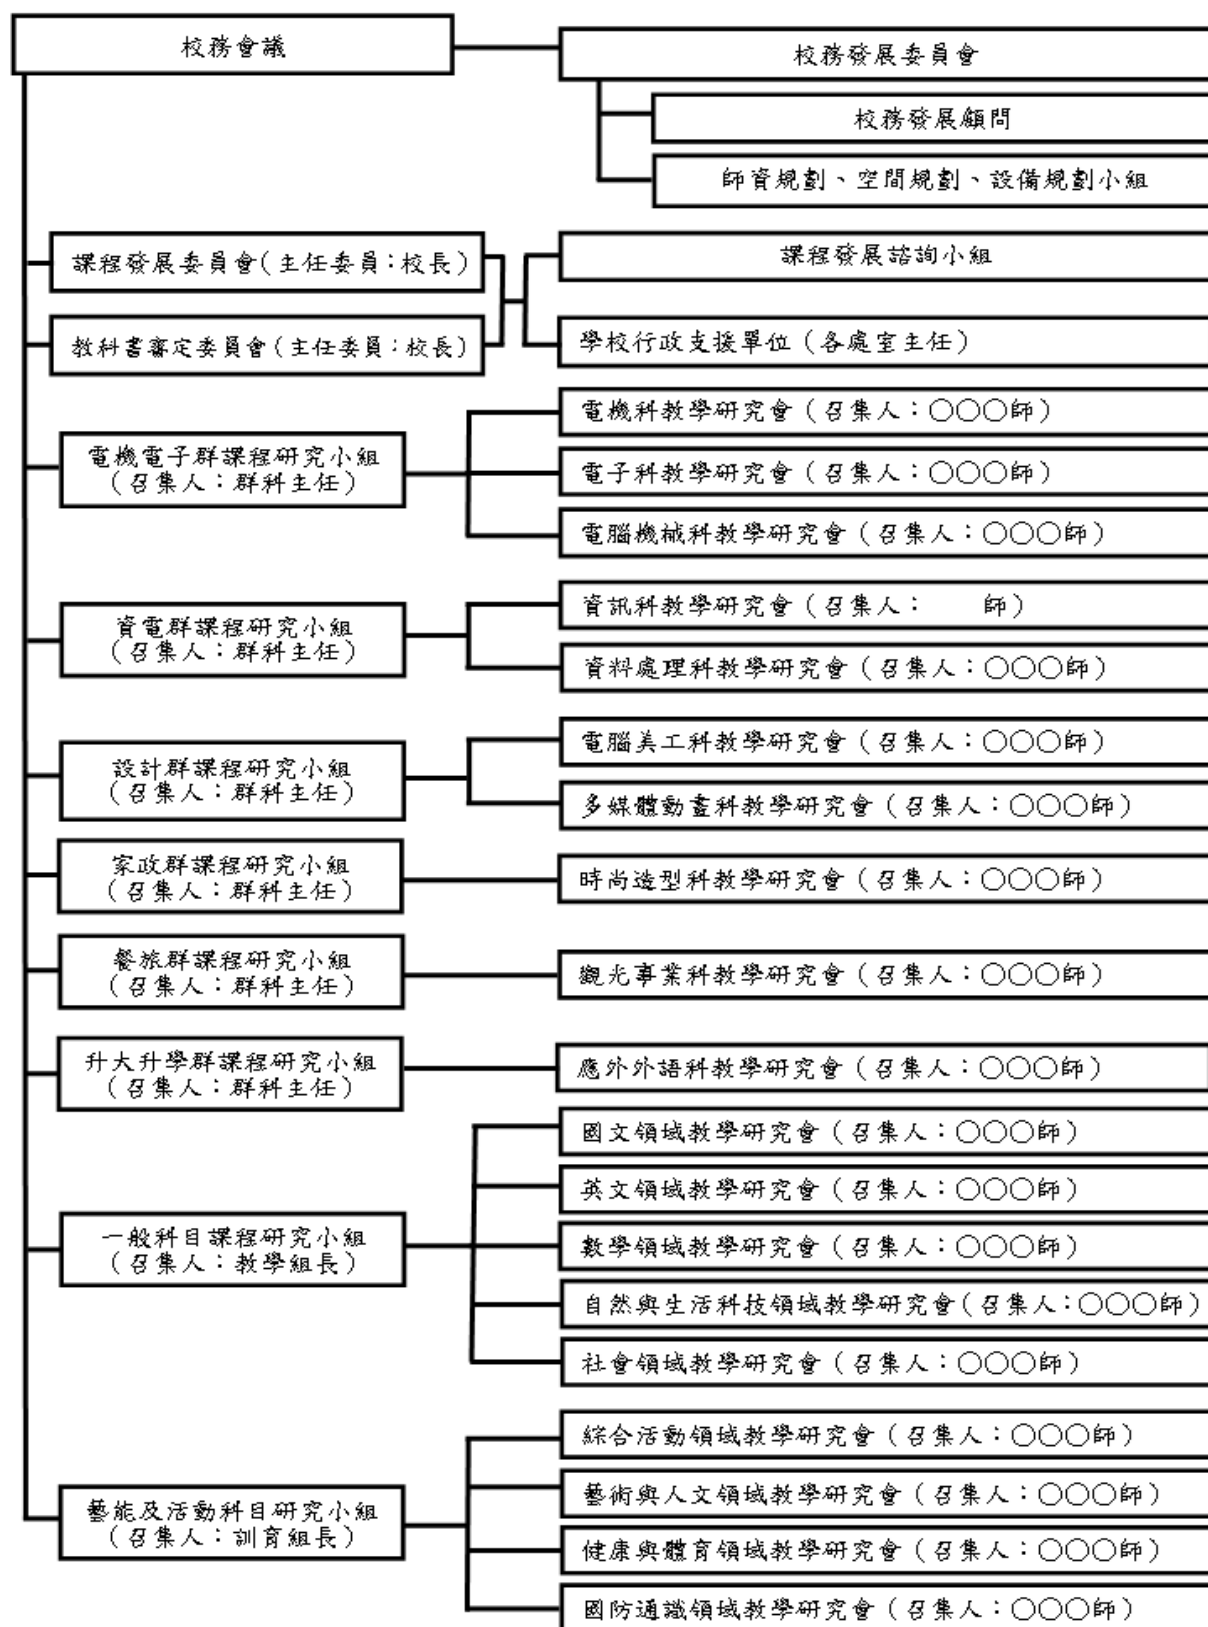 校務會議
校務發展委員會
校務發展顧問
師資規劃、空間規劃、設備規劃小組
課程發展委員會(主任委員：校長)
課程發展諮詢小組
教科書審定委員會(主任委員：校長)
學校行政支援單位（各處室主任）
電機電子群課程研究小組
（召集人：群科主任）
電機科教學研究會（召集人：○○○師）
電子科教學研究會（召集人：○○○師）
電腦機械科教學研究會（召集人：○○○師）
資電群課程研究小組
（召集人：群科主任）
資訊科教學研究會（召集人：　　師）
資料處理科教學研究會（召集人：○○○師）
設計群課程研究小組
（召集人：群科主任）
電腦美工科教學研究會（召集人：○○○師）
多媒體動畫科教學研究會（召集人：○○○師）
家政群課程研究小組
（召集人：群科主任）
時尚造型科教學研究會（召集人：○○○師）
餐旅群課程研究小組
（召集人：群科主任）
觀光事業科教學研究會（召集人：○○○師）
升大升學群課程研究小組
（召集人：群科主任）
應外外語科教學研究會（召集人：○○○師）
一般科目課程研究小組
（召集人：教學組長）
國文領域教學研究會（召集人：○○○師）
英文領域教學研究會（召集人：○○○師）
數學領域教學研究會（召集人：○○○師）
自然與生活科技領域教學研究會(召集人：○○○師)
社會領域教學研究會（召集人：○○○師）
藝能及活動科目研究小組
（召集人：訓育組長）
綜合活動領域教學研究會（召集人：○○○師）
藝術與人文領域教學研究會（召集人：○○○師）
健康與體育領域教學研究會（召集人：○○○師）
國防通識領域教學研究會（召集人：○○○師）